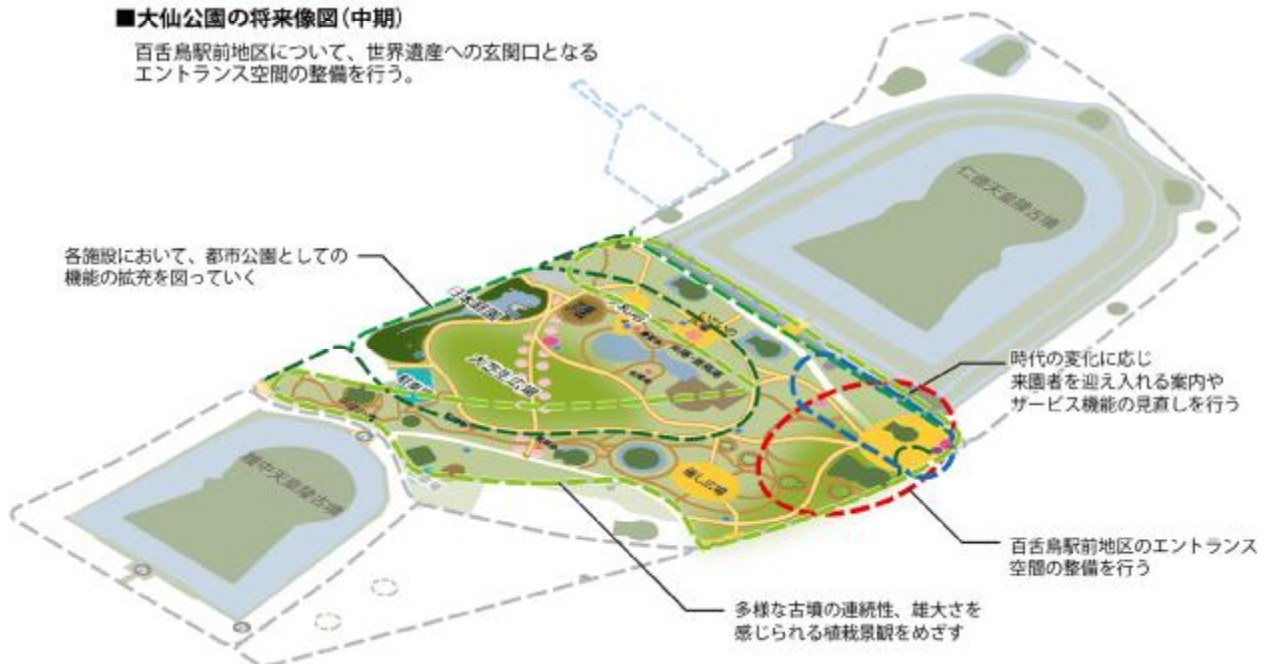 ■大仙公園の将来像図(中期)
百舌鳥駅前地区について、世界遺産への玄関口となる
エントランス空間の整備を行う。
仁徳天皇陵古墳
各施設において、都市公園としての
機能の拡充を図っていく
日本庭園
大芝生広場
時代の変化に応じ
来園者を迎え入れる案内や
サービス機能の見直しを行う
履中天皇陵古墳
催し広場
百舌鳥駅前地区のエントランス
空間の整備を行う
多様な古墳の連続性、雄大さを
感じられる植栽景観をめざす